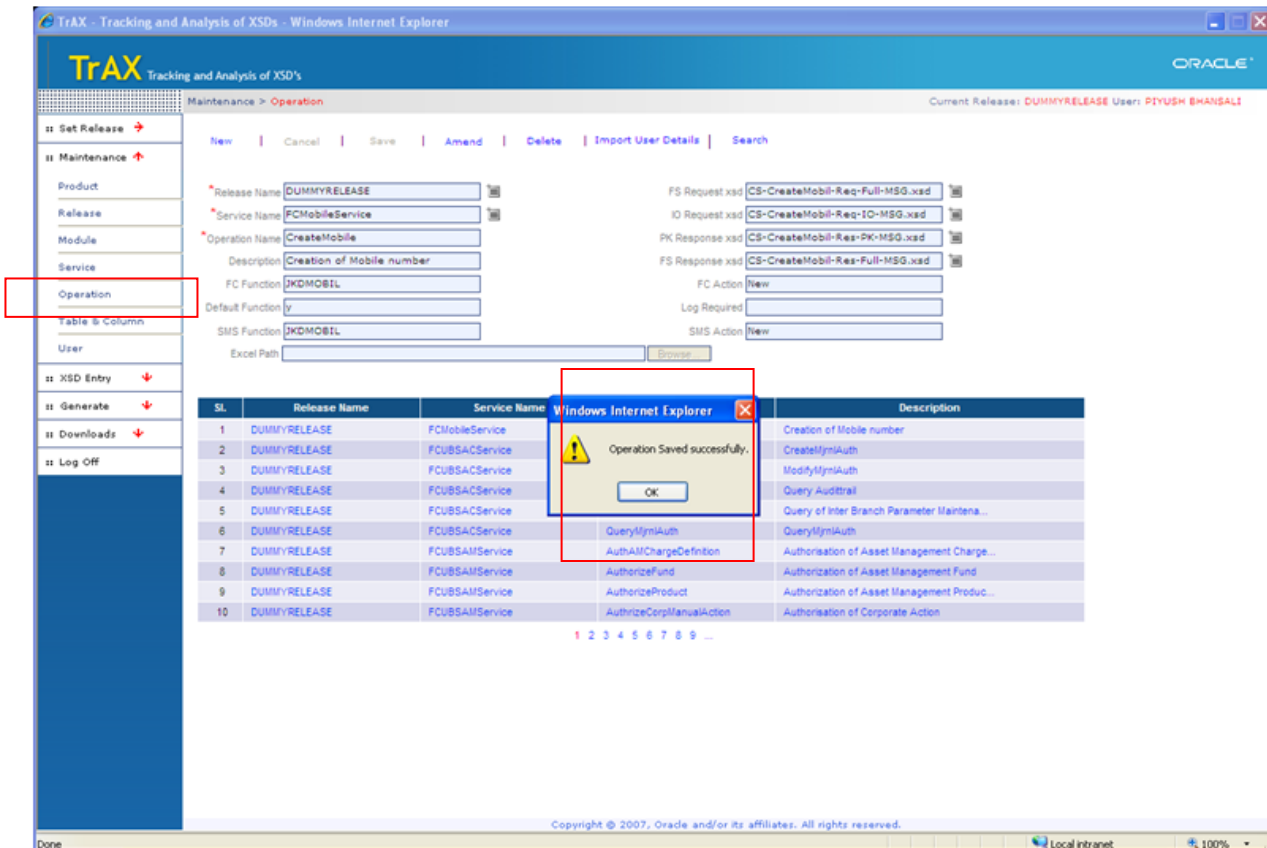 TrAX - Tracking and Analysis of XSDs - Windows Internet Explorer
TrAX Tracking and Analysis of XSD's
ORACLE
Maintenance > Operation
Current Release: DUMMYRELEASE User: PIYUSH BHANSALI
Set Release
Maintenance
Product
Release
Module
Service
Operation
Table & Column
User
XSD Entry
Generate
Downloads
Log Off
New | Cancel | Save | Amend | Delete | Import User Details | Search
*Release Name DUMMYRELEASE
*Service Name FCMobileService
*Operation Name CreateMobile
Description Creation of Mobile number
FC Function JKDMOBIL
Default Function y
SMS Function JKDMOBIL
Excel Path
Browse...
FS Request xsd CS-CreateMobil-Req-Full-MSG.xsd
IO Request xsd CS-CreateMobil-Req-IO-MSG.xsd
PK Response xsd CS-CreateMobil-Res-PK-MSG.xsd
FS Response xsd CS-CreateMobil-Res-Full-MSG.xsd
FC Action New
Log Required
SMS Action New
SL Release Name Service Name Description
1 DUMMYRELEASE FCMobileService Creation of Mobile number
2 DUMMYRELEASE FCUBSACService CreateMjrnlAuth
3 DUMMYRELEASE FCUBSACService ModifyMjrnlAuth
4 DUMMYRELEASE FCUBSACService Query Audittrail
5 DUMMYRELEASE FCUBSACService Query of Inter Branch Parameter Maintena...
6 DUMMYRELEASE FCUBSACService QueryMjrnlAuth QueryMjrnlAuth
7 DUMMYRELEASE FCUBSAMService AuthAMChargeDefinition Authorisation of Asset Management Charge...
8 DUMMYRELEASE FCUBSAMService AuthorizeFund Authorization of Asset Management Fund
9 DUMMYRELEASE FCUBSAMService AuthorizeProduct Authorization of Asset Management Produc...
10 DUMMYRELEASE FCUBSAMService AuthrizeCorpManualAction Authorisation of Corporate Action
Windows Internet Explorer
Operation Saved successfully.
OK
1 2 3 4 5 6 7 8 9 ...
Copyright © 2007, Oracle and/or its affiliates. All rights reserved.
Done
Local intranet
100%